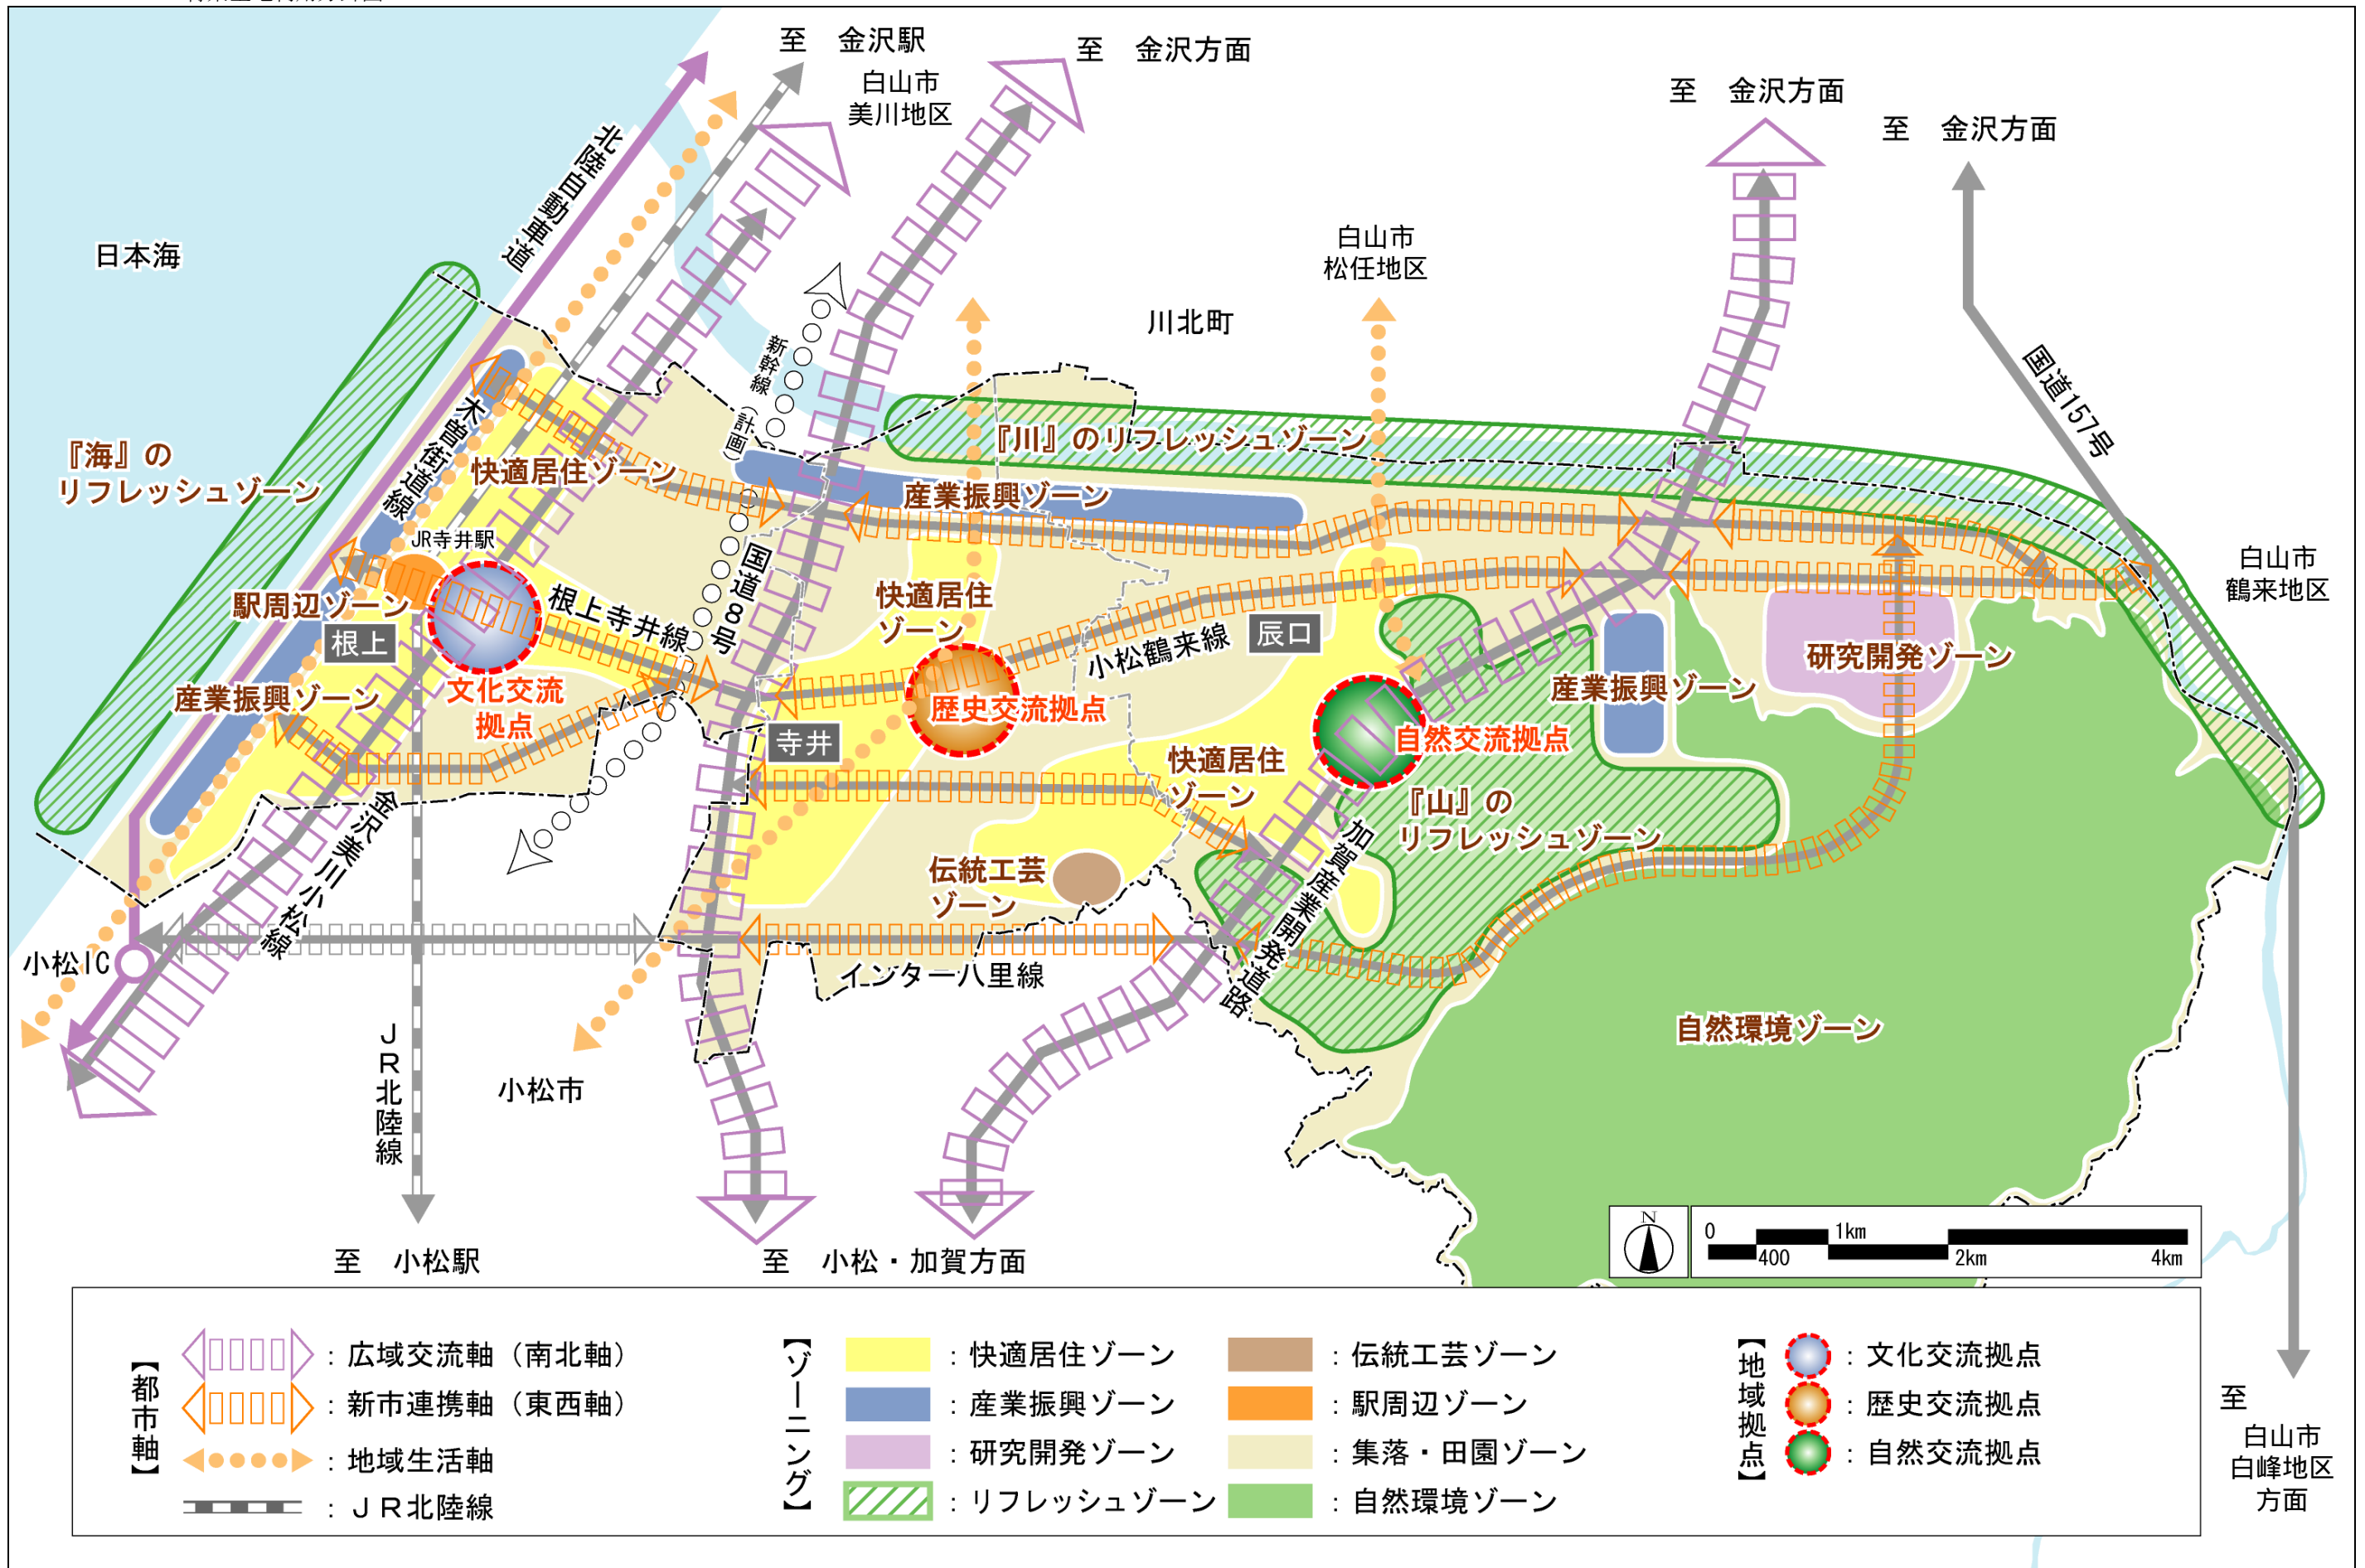 至　金沢駅
白山市
美川地区
至　金沢方面
至　金沢方面
至　金沢方面
北陸自動車道
日本海
白山市
松任地区
川北町
新幹線（計画）
国道157号
木曽街道線
『海』の
リフレッシュゾーン
快適居住ゾーン
『川』のリフレッシュゾーン
産業振興ゾーン
JR寺井駅
白山市
鶴来地区
駅周辺ゾーン
根上
根上寺井線
国道８号
快適居住
ゾーン
小松鶴来線
辰口
研究開発ゾーン
産業振興ゾーン
文化交流
拠点
歴史交流拠点
産業振興ゾーン
寺井
自然交流拠点
快適居住
ゾーン
『山』の
リフレッシュゾーン
金沢美川小松線
加賀産業開発道路
伝統工芸
ゾーン
小松IC
インター八里線
自然環境ゾーン
ＪＲ北陸線
小松市
至　小松駅
至　小松・加賀方面
N
0
1km
400
2km
4km
【都市軸】
：広域交流軸（南北軸）
：新市連携軸（東西軸）
：地域生活軸
：ＪＲ北陸線
【ゾーニング】
：快適居住ゾーン
：産業振興ゾーン
：研究開発ゾーン
：リフレッシュゾーン
：伝統工芸ゾーン
：駅周辺ゾーン
：集落・田園ゾーン
：自然環境ゾーン
【地域拠点】
：文化交流拠点
：歴史交流拠点
：自然交流拠点
至
白山市
白峰地区
方面